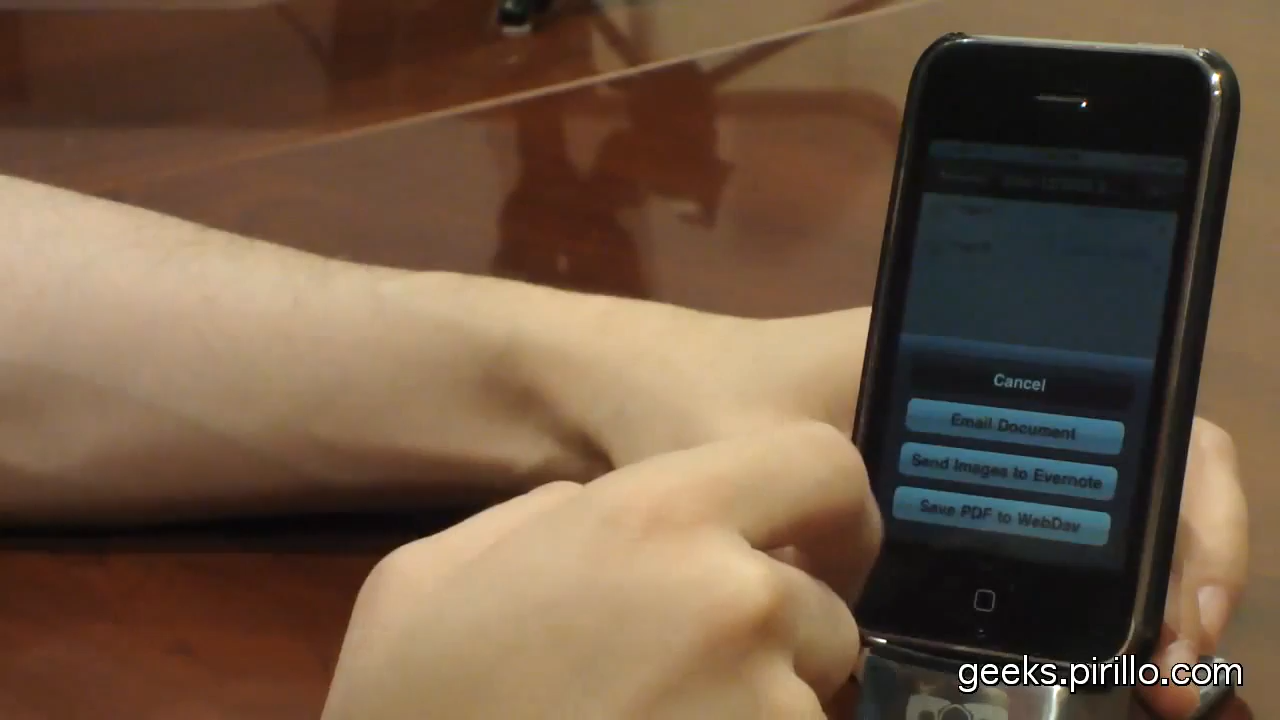 Cancel
Email Document
Send Images to Evernote
Save PDF to WebDav
geeks.pirillo.com